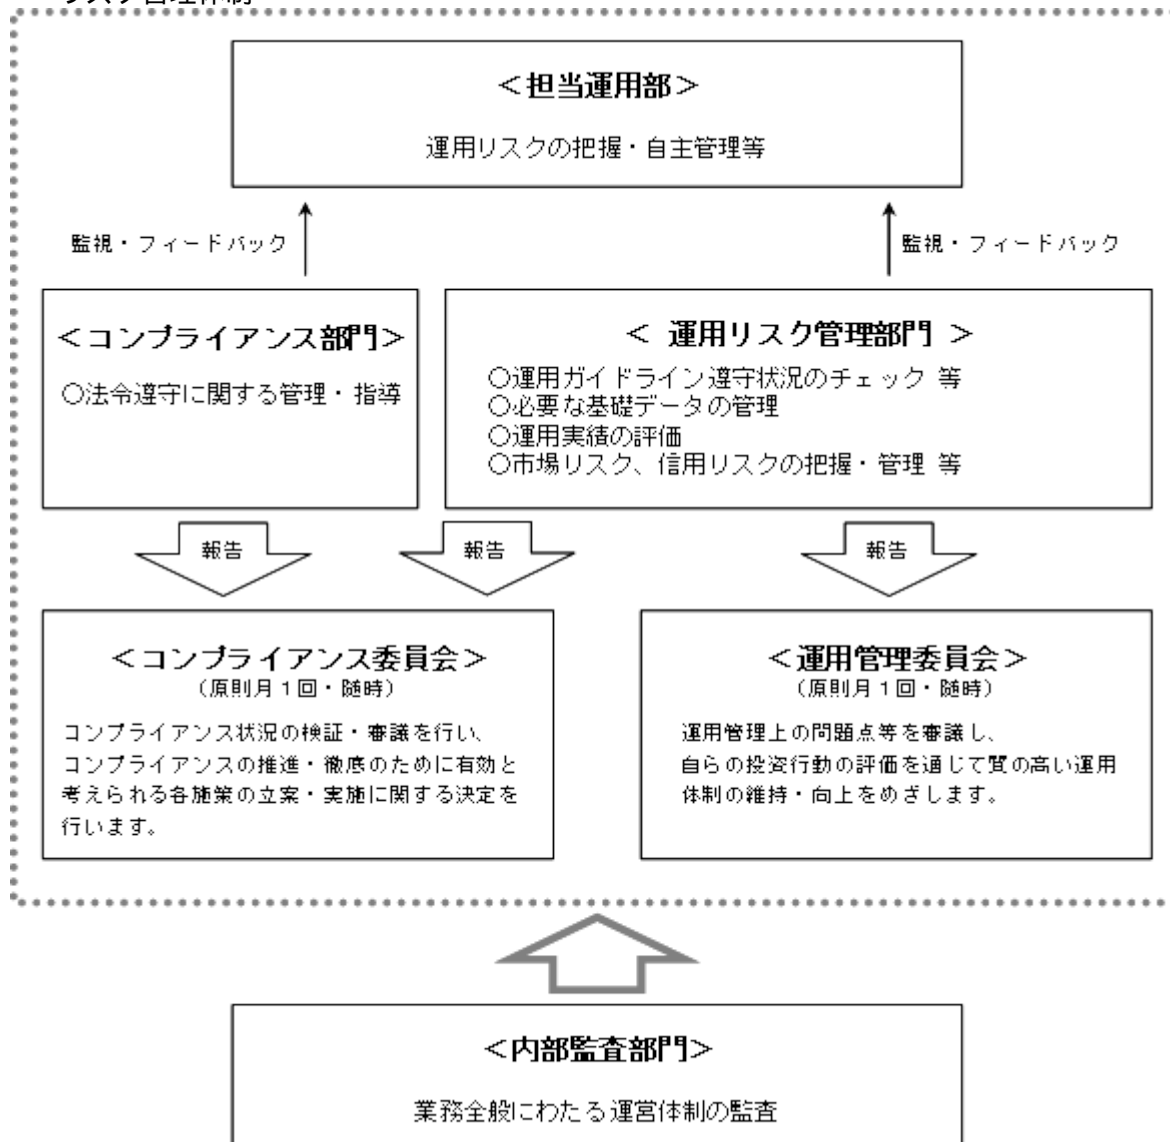 リスク管理体制
＜担当運用部＞
運用リスクの把握・自主管理等
監視・フィードバック
監視・フィードバック
＜コンプライアンス部門＞
○法令遵守に関する管理・指導
＜ 運用リスク管理部門 ＞
○運用ガイドライン遵守状況のチェック 等
○必要な基礎データの管理
○運用実績の評価
○市場リスク、信用リスクの把握・管理 等
報告
報告
報告
＜コンプライアンス委員会＞
（原則月１回・随時）
コンプライアンス状況の検証・審議を行い、
コンプライアンスの推進・徹底のために有効と
考えられる各施策の立案・実施に関する決定を
行います。
＜運用管理委員会＞
（原則月１回・随時）
運用管理上の問題点等を審議し、
自らの投資行動の評価を通じて質の高い運用
体制の維持・向上をめざします。
＜内部監査部門＞
業務全般にわたる運営体制の監査